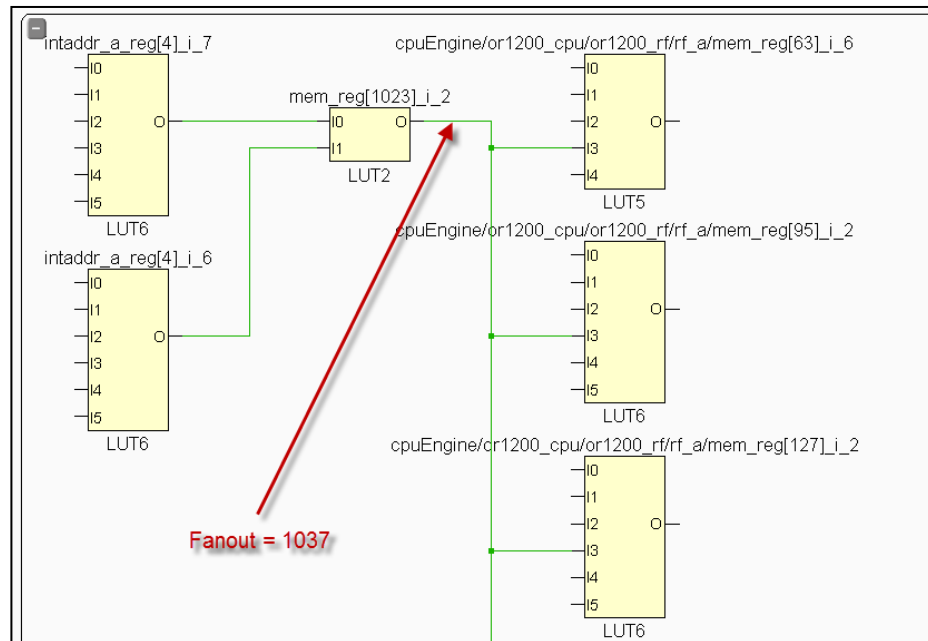 intaddr_a_reg[4]_i_7
I0
I1
I2
I3
I4
I5
O
LUT6
mem_reg[1023]_i_2
I0
I1
O
LUT2
intaddr_a_reg[4]_i_6
I0
I1
I2
I3
I4
I5
O
LUT6
cpuEngine/or1200_cpu/or1200_rf/rf_a/mem_reg[63]_i_6
I0
I1
I2
I3
I4
O
LUT5
cpuEngine/or1200_cpu/or1200_rf/rf_a/mem_reg[95]_i_2
I0
I1
I2
I3
I4
I5
O
LUT6
cpuEngine/or1200_cpu/or1200_rf/rf_a/mem_reg[127]_i_2
I0
I1
I2
I3
I4
I5
O
LUT6
Fanout = 1037